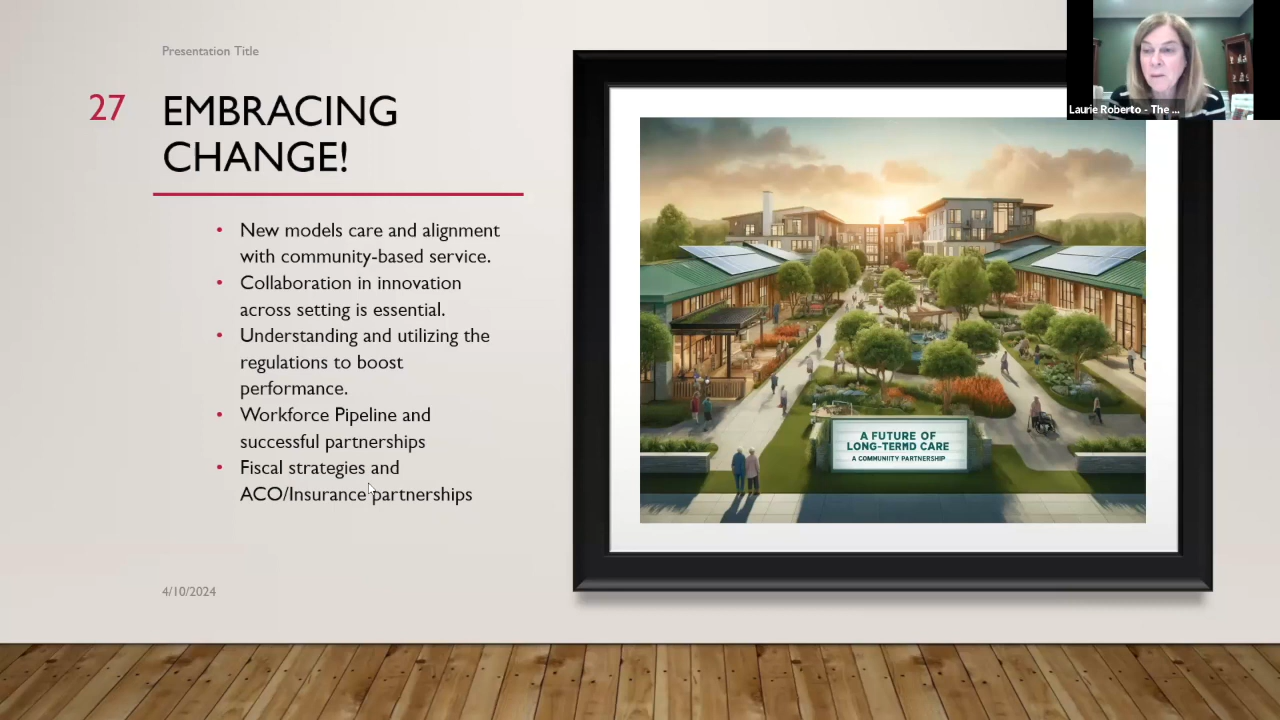 Presentation Title
27
EMBRACING
CHANGE!
• New models care and alignment
with community-based service.
• Collaboration in innovation
across setting is essential.
• Understanding and utilizing the
regulations to boost
performance.
• Workforce Pipeline and
successful partnerships
• Fiscal strategies and
ACO/Insurance partnerships
4/10/2024
A FUTURE OF
LONG-TERMD CARE
A COMMUNIITY PARTNERSHIP
Laurie Roberto - The ...